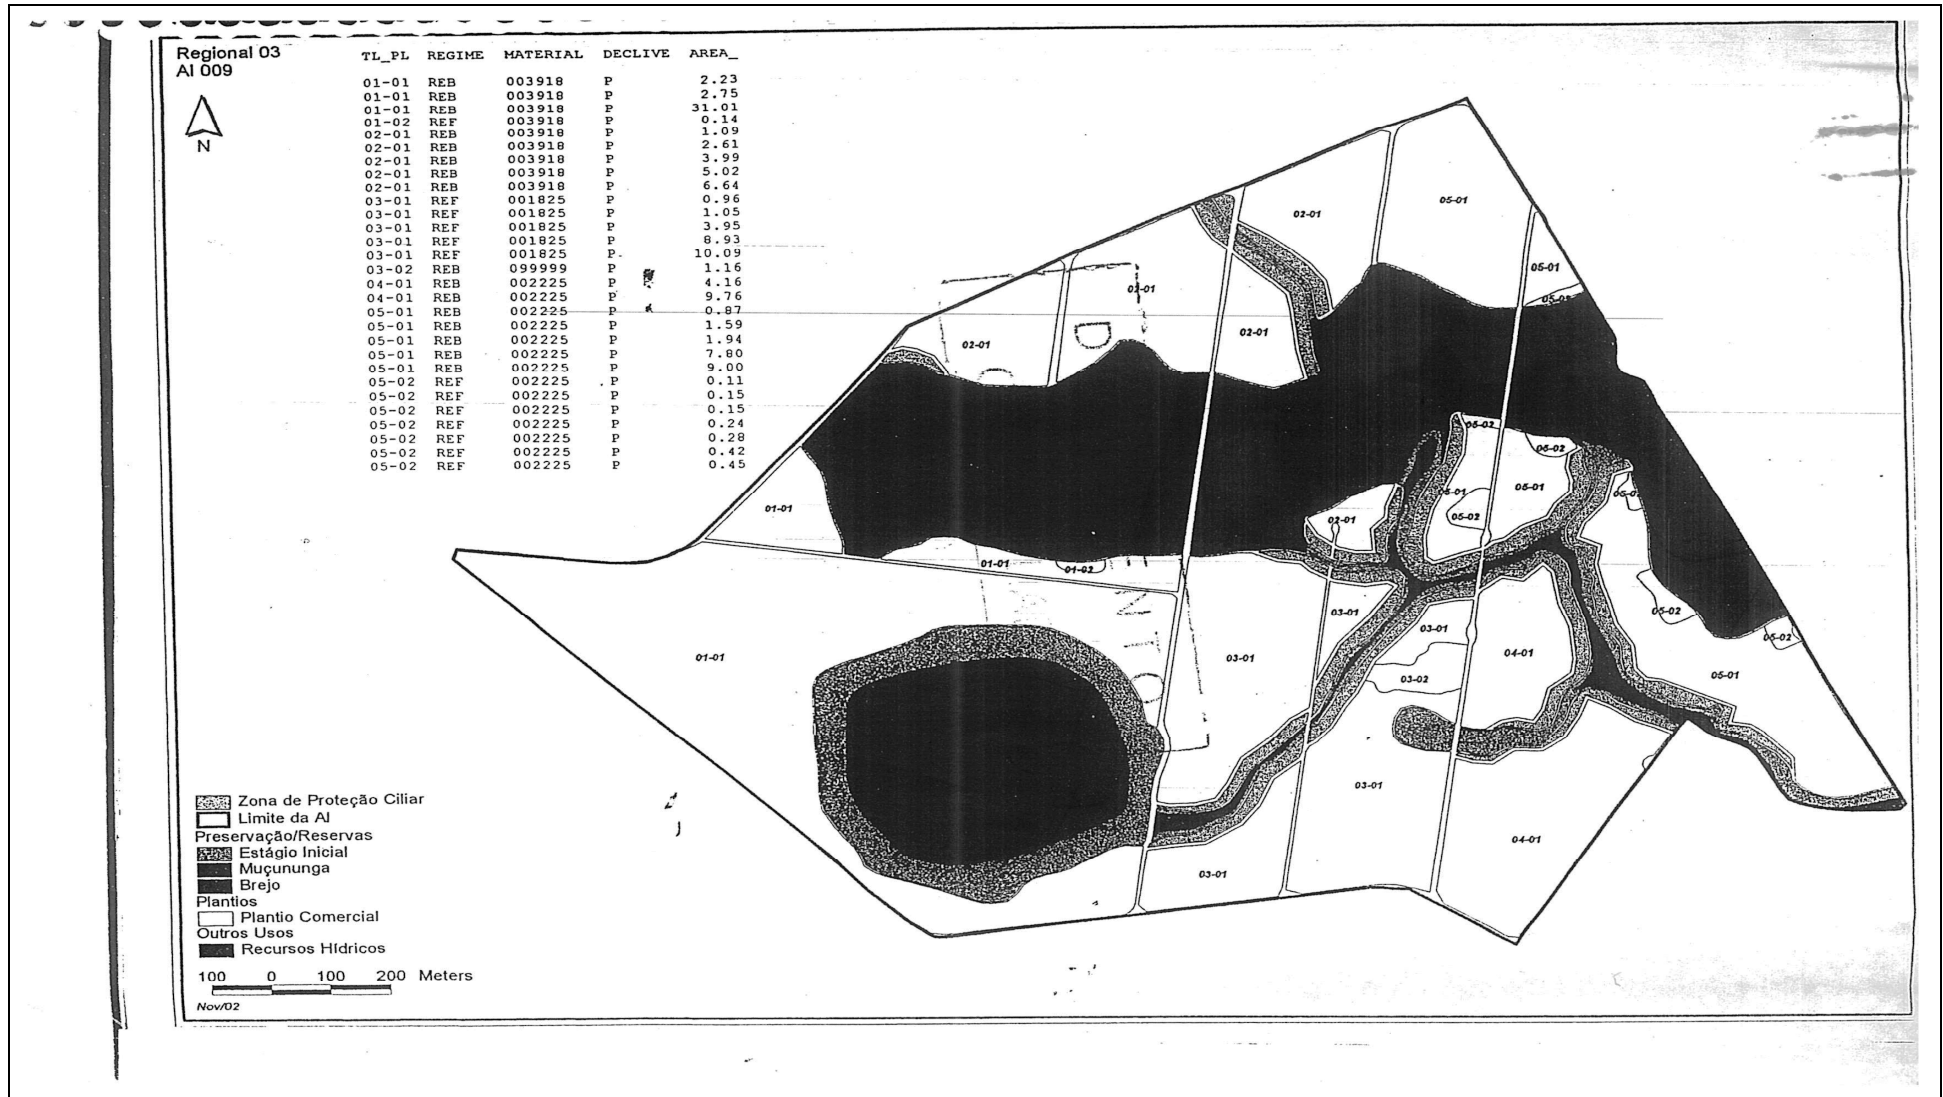 Regional 03
AI 009
N
TL_PL REGIME MATERIAL DECLIVE AREA_
01-01 REB 003918 P 2.23
01-01 REB 003918 P 2.75
01-01 REB 003918 P 31.01
01-02 REF 003918 P 0.14
02-01 REB 003918 P 1.09
02-01 REB 003918 P 2.61
02-01 REB 003918 P 3.99
02-01 REB 003918 P 5.02
02-01 REB 003918 P 6.64
03-01 REF 001825 P 0.96
03-01 REF 001825 P 1.05
03-01 REF 001825 P 3.95
03-01 REF 001825 P 8.93
03-01 REF 001825 P 10.09
03-02 REB 099999 P 1.16
04-01 REB 002225 P 4.16
04-01 REB 002225 P 9.76
05-01 REB 002225 P 0.87
05-01 REB 002225 P 1.59
05-01 REB 002225 P 1.94
05-01 REB 002225 P 7.80
05-01 REB 002225 P 9.00
05-02 REF 002225 P 0.11
05-02 REF 002225 P 0.15
05-02 REF 002225 P 0.15
05-02 REF 002225 P 0.24
05-02 REF 002225 P 0.28
05-02 REF 002225 P 0.42
05-02 REF 002225 P 0.45
05-01
02-01
05-01
02-01
02-01
02-01
05-02
05-02
05-01
05-01
01-01
05-02
02-01
01-01
01-02
03-01
05-02
03-01
05-02
01-01
03-01
04-01
05-01
03-02
03-01
04-01
03-01
Zona de Proteção Ciliar
Limite da AI
Preservação/Reservas
Estágio Inicial
Muçununga
Brejo
Plantios
Plantio Comercial
Outros Usos
Recursos Hídricos
100 0 100 200 Meters
Nov/02